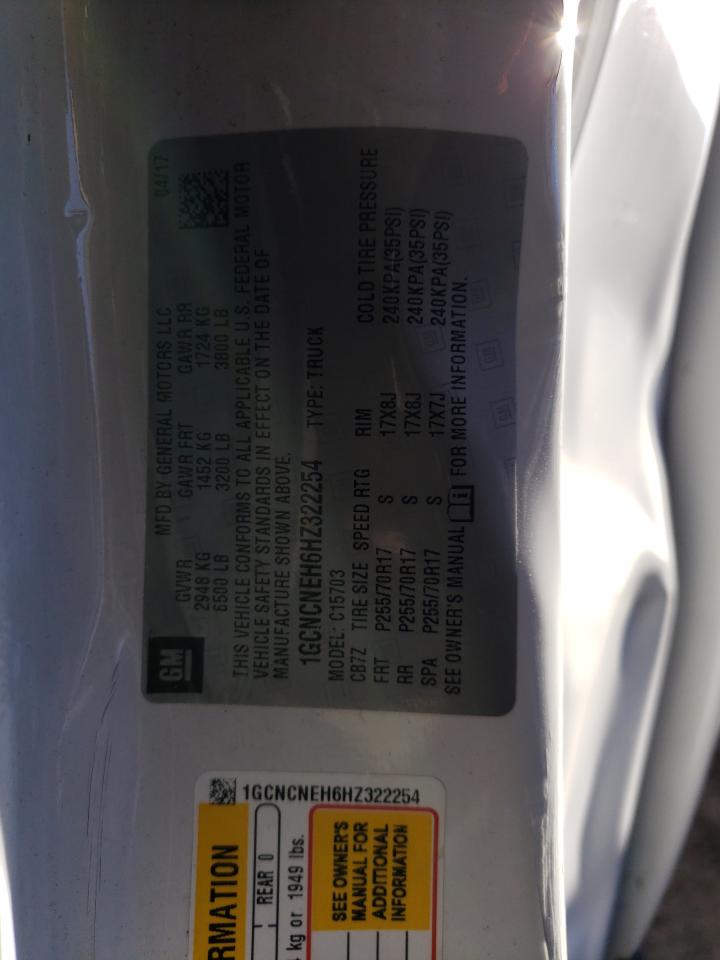 GM
MFD BY GENERAL MOTORS LLC 04/17
GVWR GAWR FRT GAWR RR
2948 KG 1452 KG 1724 KG
6500 LB 3200 LB 3800 LB
THIS VEHICLE CONFORMS TO ALL APPLICABLE U.S. FEDERAL MOTOR
VEHICLE SAFETY STANDARDS IN EFFECT ON THE DATE OF
MANUFACTURE SHOWN ABOVE.
1GCNCNEH6HZ322254 TYPE: TRUCK
MODEL: C15703
CB7Z TIRE SIZE SPEED RTG RIM COLD TIRE PRESSURE
FRT P255/70R17 S 17X8J 240KPA(35PSI)
RR P255/70R17 S 17X8J 240KPA(35PSI)
SPA P255/70R17 S 17X7J 240KPA(35PSI)
SEE OWNER'S MANUAL FOR MORE INFORMATION.
1GCNCNEH6HZ322254
RMATION
REAR 0
kg or 1949 lbs.
SEE OWNER'S
MANUAL FOR
ADDITIONAL
INFORMATION